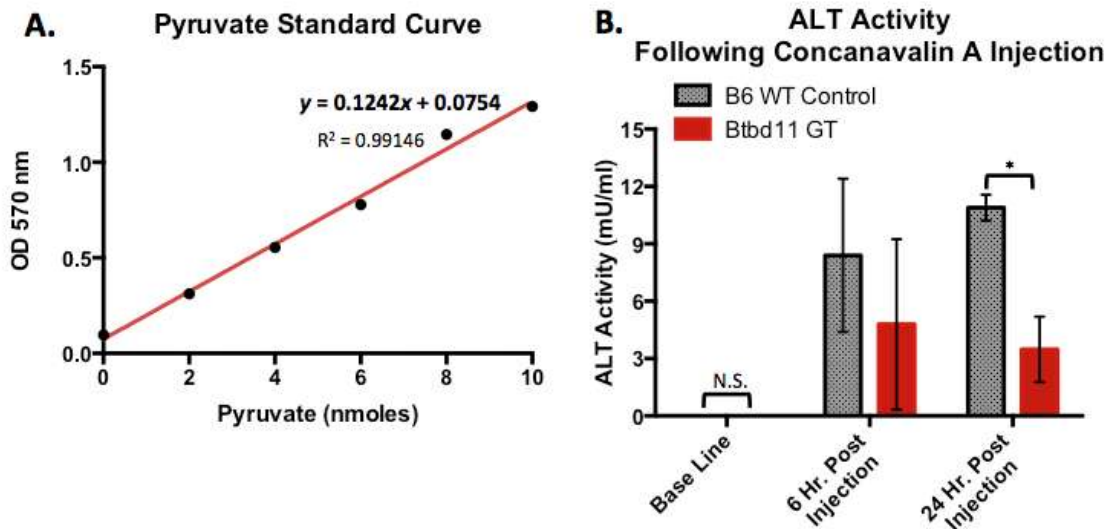 A.
Pyruvate Standard Curve
1.5
1.0
0.5
0.0
OD 570 nm
y = 0.1242x + 0.0754
R² = 0.99146
0 2 4 6 8 10
Pyruvate (nmoles)
B.
ALT Activity
Following Concanavalin A Injection
B6 WT Control
Btbd11 GT
15
12
9
6
3
0
ALT Activity (mU/ml)
N.S.
*
Base Line
6 Hr. Post
Injection
24 Hr. Post
Injection